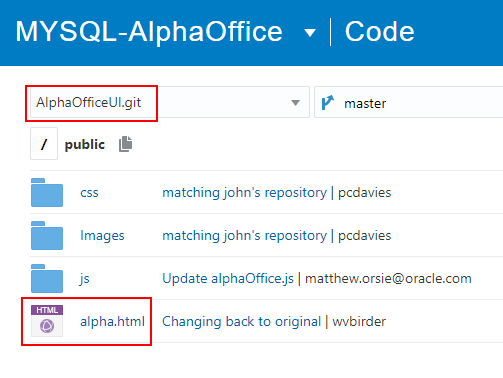 MYSQL-AlphaOffice Code
AlphaOfficeUI.git master
/ public
css matching john's repository | pcdavies
Images matching john's repository | pcdavies
js Update alphaOffice.js | matthew.orsie@oracle.com
HTML alpha.html Changing back to original | wvbirder